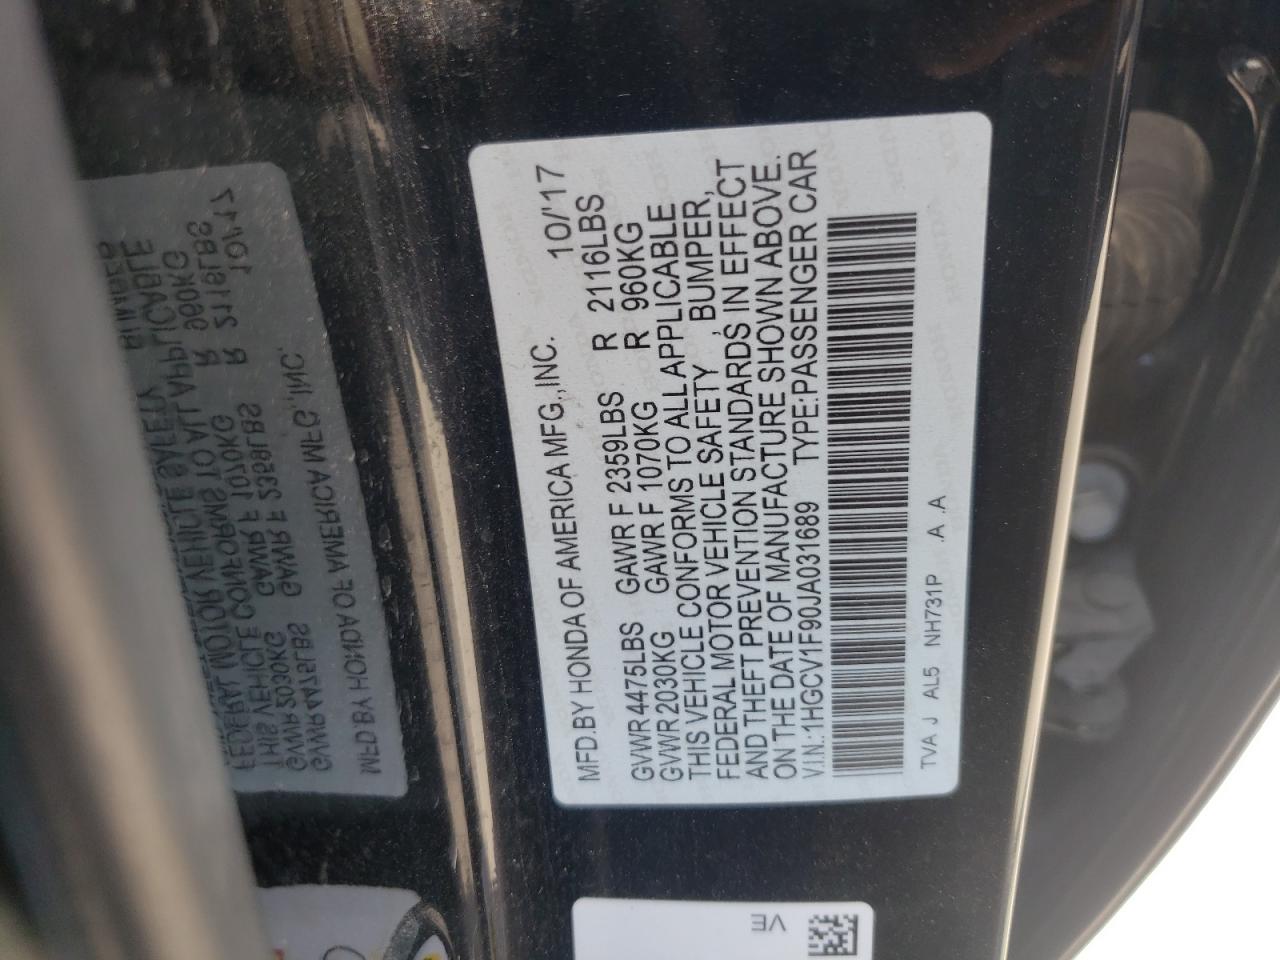 MFD.BY HONDA OF AMERICA MFG.,INC. 10/'17
GVWR 4475LBS GAWR F 2359LBS R 2116LBS
GVWR 2030KG GAWR F 1070KG R 960KG
THIS VEHICLE CONFORMS TO ALL APPLICABLE
FEDERAL MOTOR VEHICLE SAFETY , BUMPER,
AND THEFT PREVENTION STANDARDS IN EFFECT
ON THE DATE OF MANUFACTURE SHOWN ABOVE.
V.I.N.:1HGCV1F90JA031689 TYPE:PASSENGER CAR
TVA J AL5 NH731P .A .A
VE